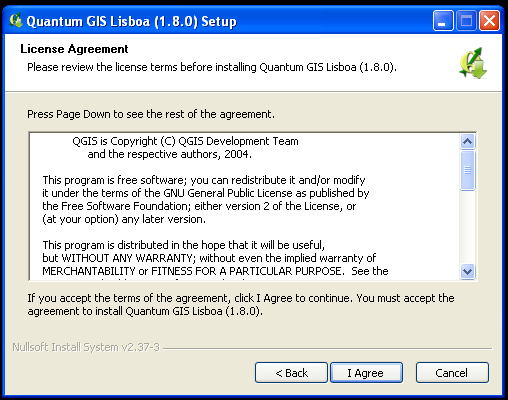 Quantum GIS Lisboa (1.8.0) Setup
License Agreement
Please review the license terms before installing Quantum GIS Lisboa (1.8.0).
Press Page Down to see the rest of the agreement.
QGIS is Copyright (C) QGIS Development Team
and the respective authors, 2004.
This program is free software; you can redistribute it and/or modify
it under the terms of the GNU General Public License as published by
the Free Software Foundation; either version 2 of the License, or
(at your option) any later version.
This program is distributed in the hope that it will be useful,
but WITHOUT ANY WARRANTY; without even the implied warranty of
MERCHANTABILITY or FITNESS FOR A PARTICULAR PURPOSE.  See the
If you accept the terms of the agreement, click I Agree to continue. You must accept the
agreement to install Quantum GIS Lisboa (1.8.0).
Nullsoft Install System v2.37-3
< Back
I Agree
Cancel